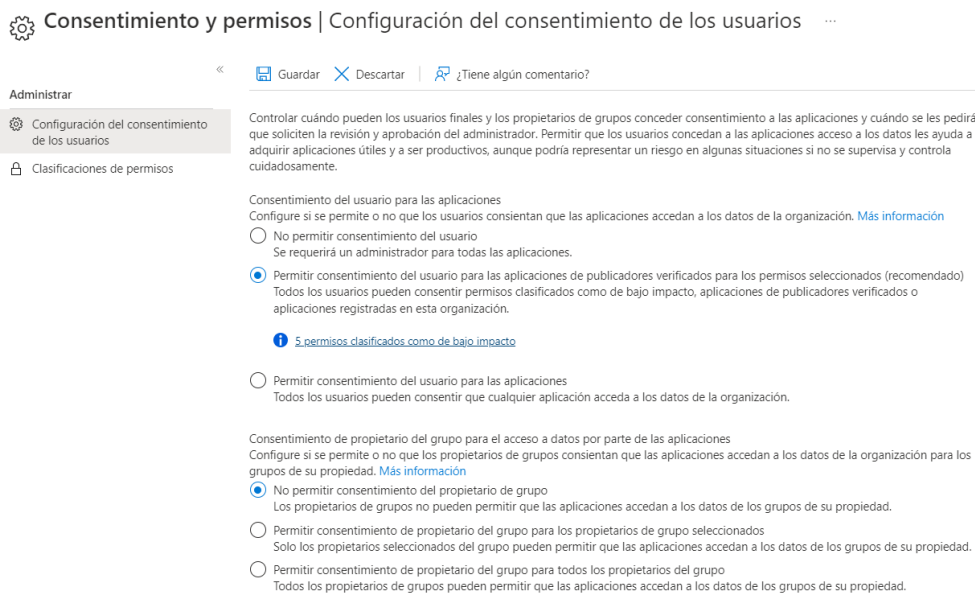 Consentimiento y permisos | Configuración del consentimiento de los usuarios ...
«
Guardar Descartar | ¿Tiene algún comentario?
Administrar
Configuración del consentimiento
de los usuarios
Clasificaciones de permisos
Controlar cuándo pueden los usuarios finales y los propietarios de grupos conceder consentimiento a las aplicaciones y cuándo se les pedirá
que soliciten la revisión y aprobación del administrador. Permitir que los usuarios concedan a las aplicaciones acceso a los datos les ayuda a
adquirir aplicaciones útiles y a ser productivos, aunque podría representar un riesgo en algunas situaciones si no se supervisa y controla
cuidadosamente.
Consentimiento del usuario para las aplicaciones
Configure si se permite o no que los usuarios consientan que las aplicaciones accedan a los datos de la organización. Más información
No permitir consentimiento del usuario
Se requerirá un administrador para todas las aplicaciones.
Permitir consentimiento del usuario para las aplicaciones de publicadores verificados para los permisos seleccionados (recomendado)
Todos los usuarios pueden consentir permisos clasificados como de bajo impacto, aplicaciones de publicadores verificados o
aplicaciones registradas en esta organización.
5 permisos clasificados como de bajo impacto
Permitir consentimiento del usuario para las aplicaciones
Todos los usuarios pueden consentir que cualquier aplicación acceda a los datos de la organización.
Consentimiento de propietario del grupo para el acceso a datos por parte de las aplicaciones
Configure si se permite o no que los propietarios de grupos consientan que las aplicaciones accedan a los datos de la organización para los
grupos de su propiedad. Más información
No permitir consentimiento del propietario de grupo
Los propietarios de grupos no pueden permitir que las aplicaciones accedan a los datos de los grupos de su propiedad.
Permitir consentimiento de propietario del grupo para los propietarios de grupo seleccionados
Solo los propietarios seleccionados del grupo pueden permitir que las aplicaciones accedan a los datos de los grupos de su propiedad.
Permitir consentimiento de propietario del grupo para todos los propietarios del grupo
Todos los propietarios de grupos pueden permitir que las aplicaciones accedan a los datos de los grupos de su propiedad.